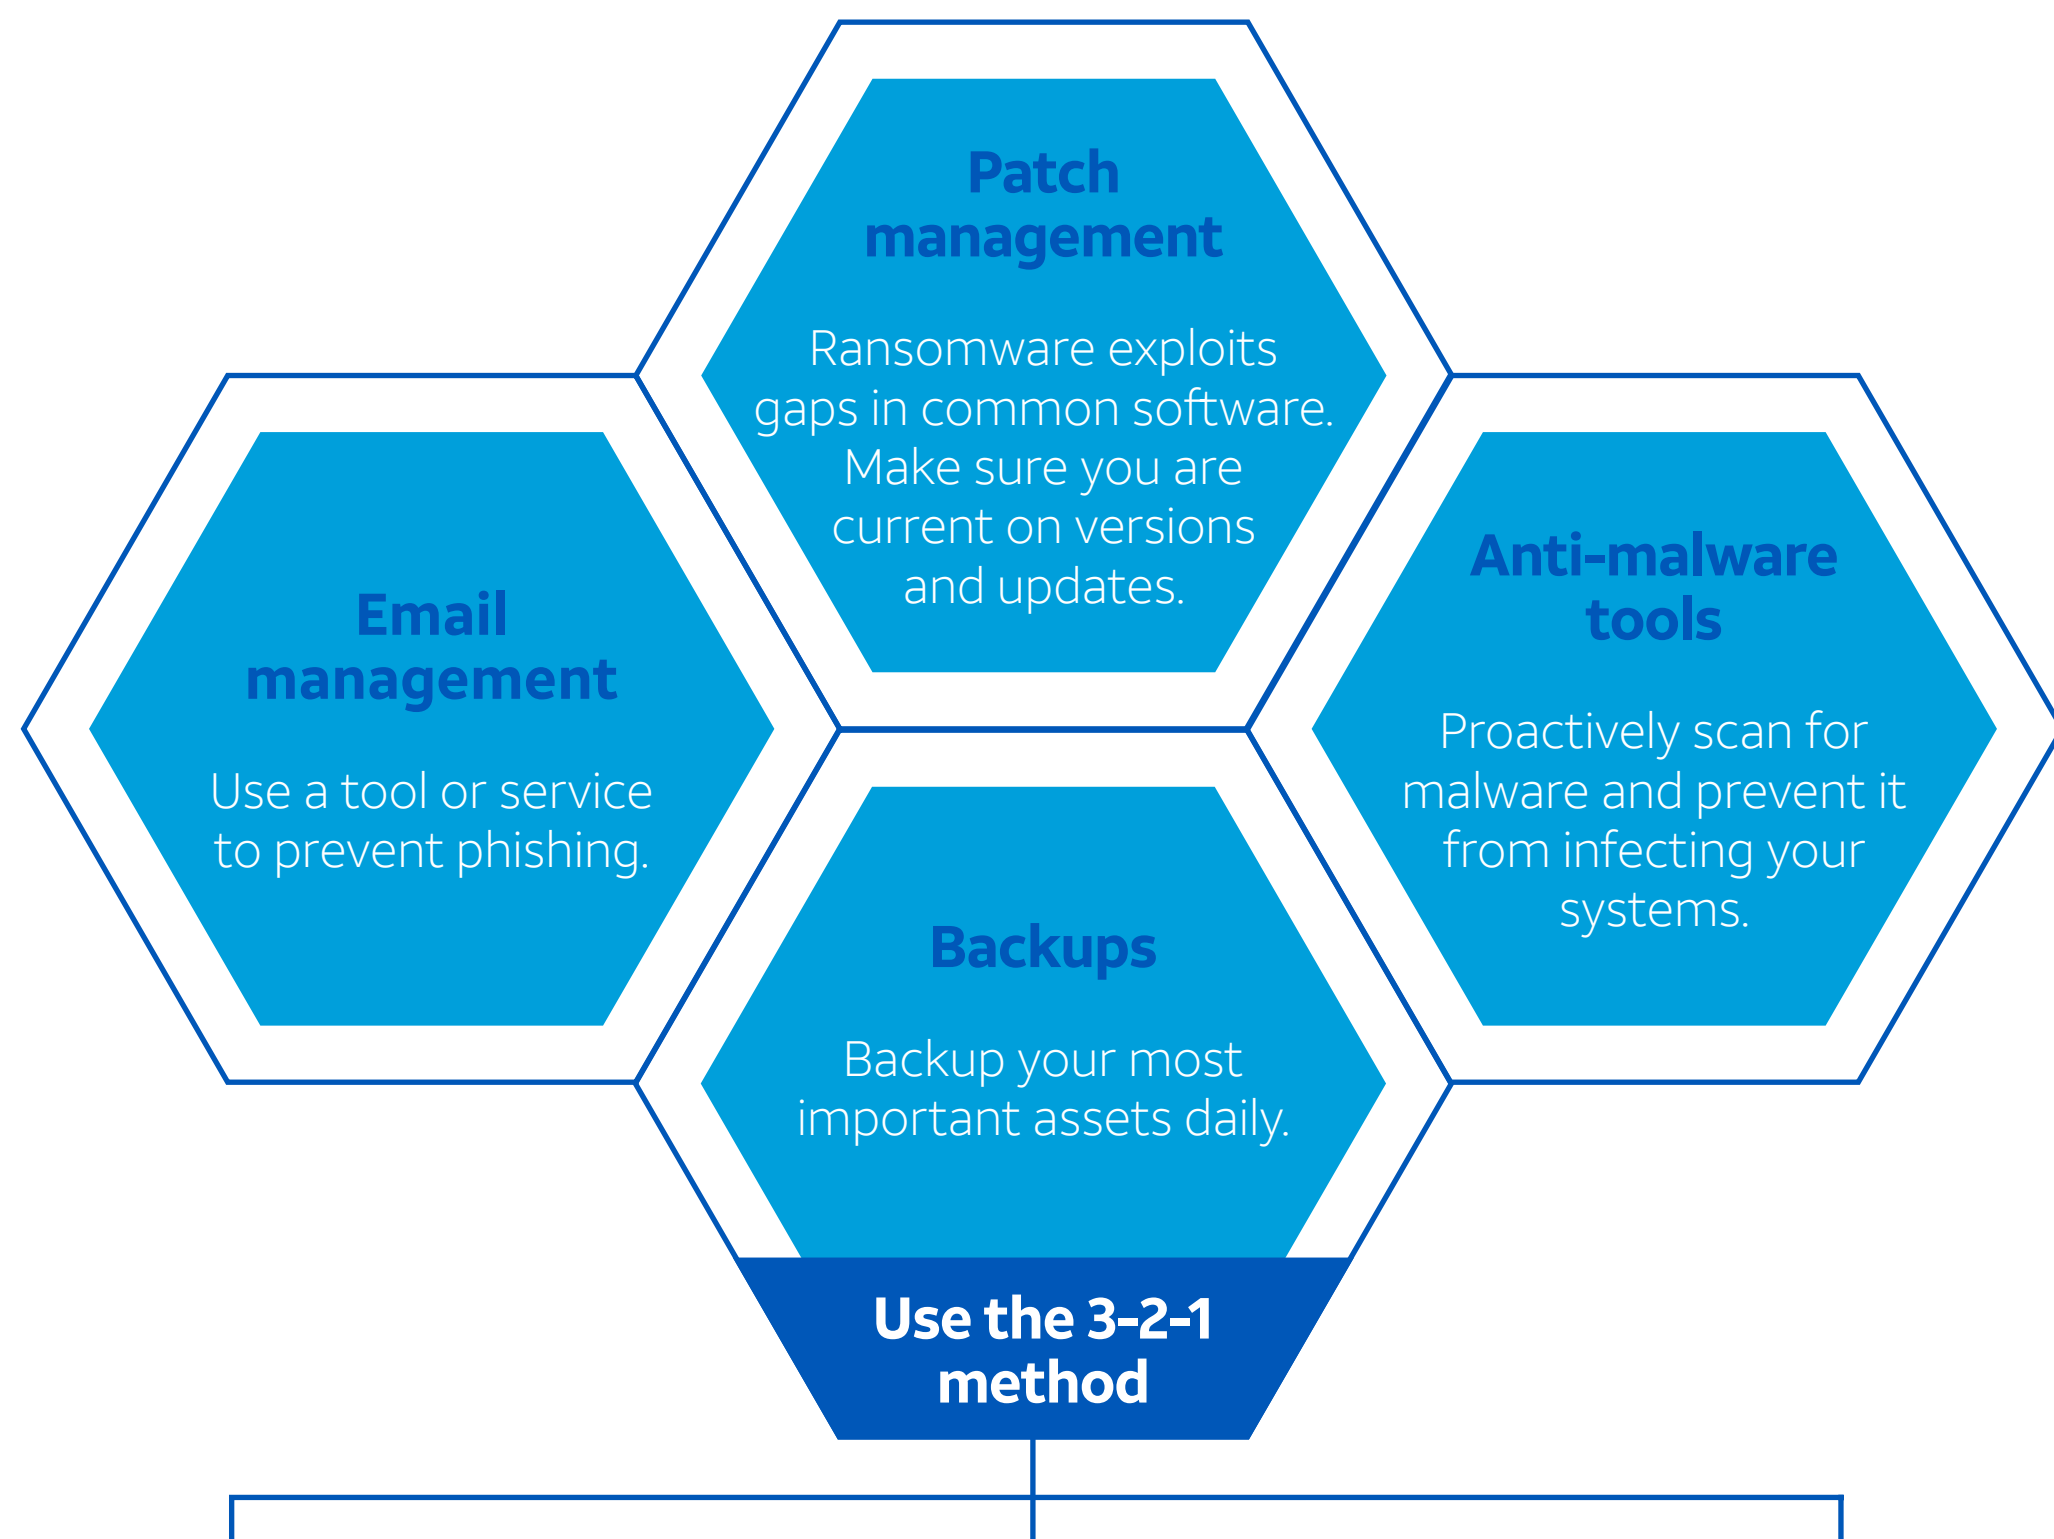 Patch
management
Ransomware exploits
gaps in common software.
Make sure you are
current on versions
and updates.
Email
management
Use a tool or service
to prevent phishing.
Anti-malware
tools
Proactively scan for
malware and prevent it
from infecting your
systems.
Backups
Backup your most
important assets daily.
Use the 3-2-1
method